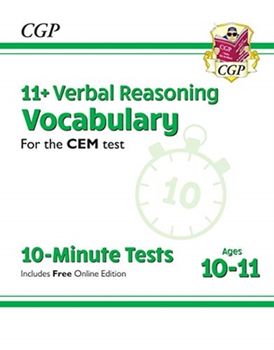 CGP
CGP
11+ Verbal Reasoning
Vocabulary
For the CEM test
10
10-Minute Tests
Includes Free Online Edition
Ages
10-11